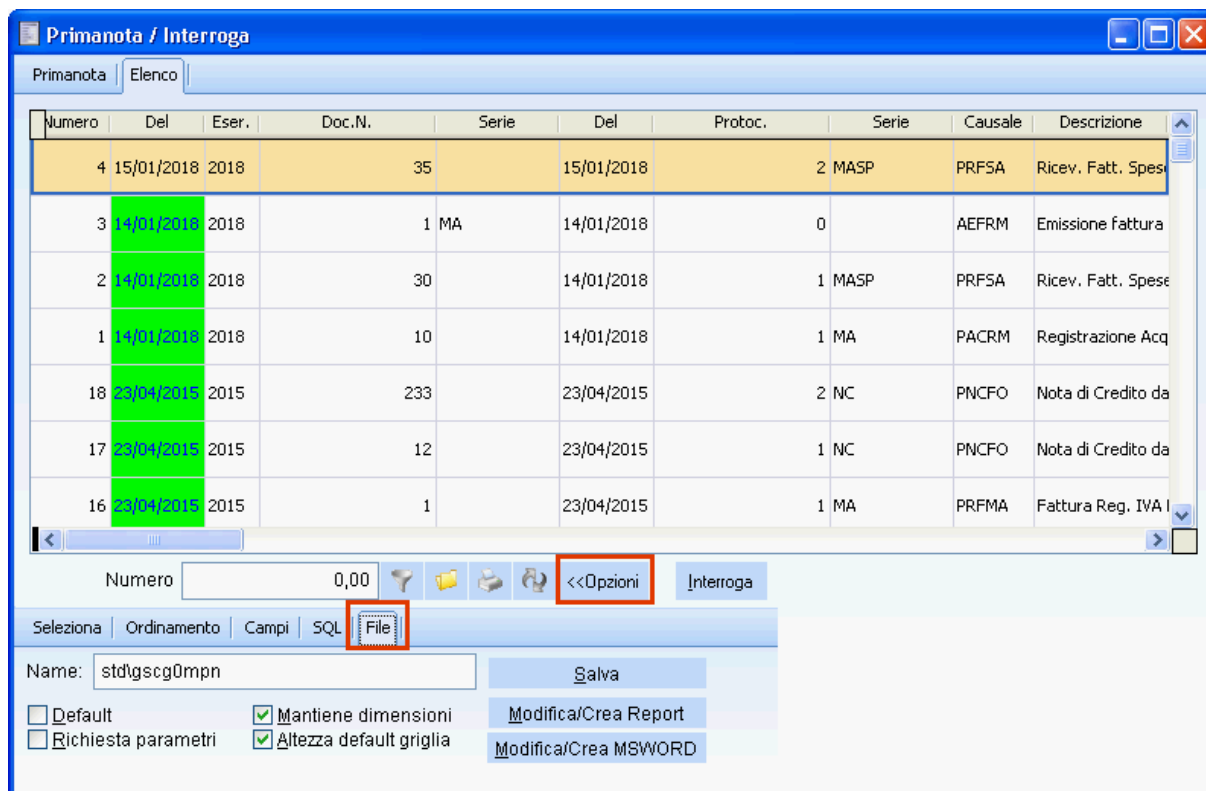 Primanota / Interroga
Primanota Elenco
Numero Del Eser. Doc.N. Serie Del Protoc. Serie Causale Descrizione
4 15/01/2018 2018 35 15/01/2018 2 MASP PRFSA Ricev. Fatt. Spes
3 14/01/2018 2018 1 MA 14/01/2018 0 AEFRM Emissione fattura
2 14/01/2018 2018 30 14/01/2018 1 MASP PRFSA Ricev. Fatt. Spese
1 14/01/2018 2018 10 14/01/2018 1 MA PACRM Registrazione Acq
18 23/04/2015 2015 233 23/04/2015 2 NC PNCFO Nota di Credito da
17 23/04/2015 2015 12 23/04/2015 1 NC PNCFO Nota di Credito da
16 23/04/2015 2015 1 23/04/2015 1 MA PRFMA Fattura Reg. IVA
Numero 0,00 <<Opzioni Interroga
Seleziona Ordinamento Campi SQL File
Name: std\gscg0mpn Salva
Default Mantiene dimensioni Modifica/Crea Report
Richiesta parametri Altezza default griglia Modifica/Crea MSWORD